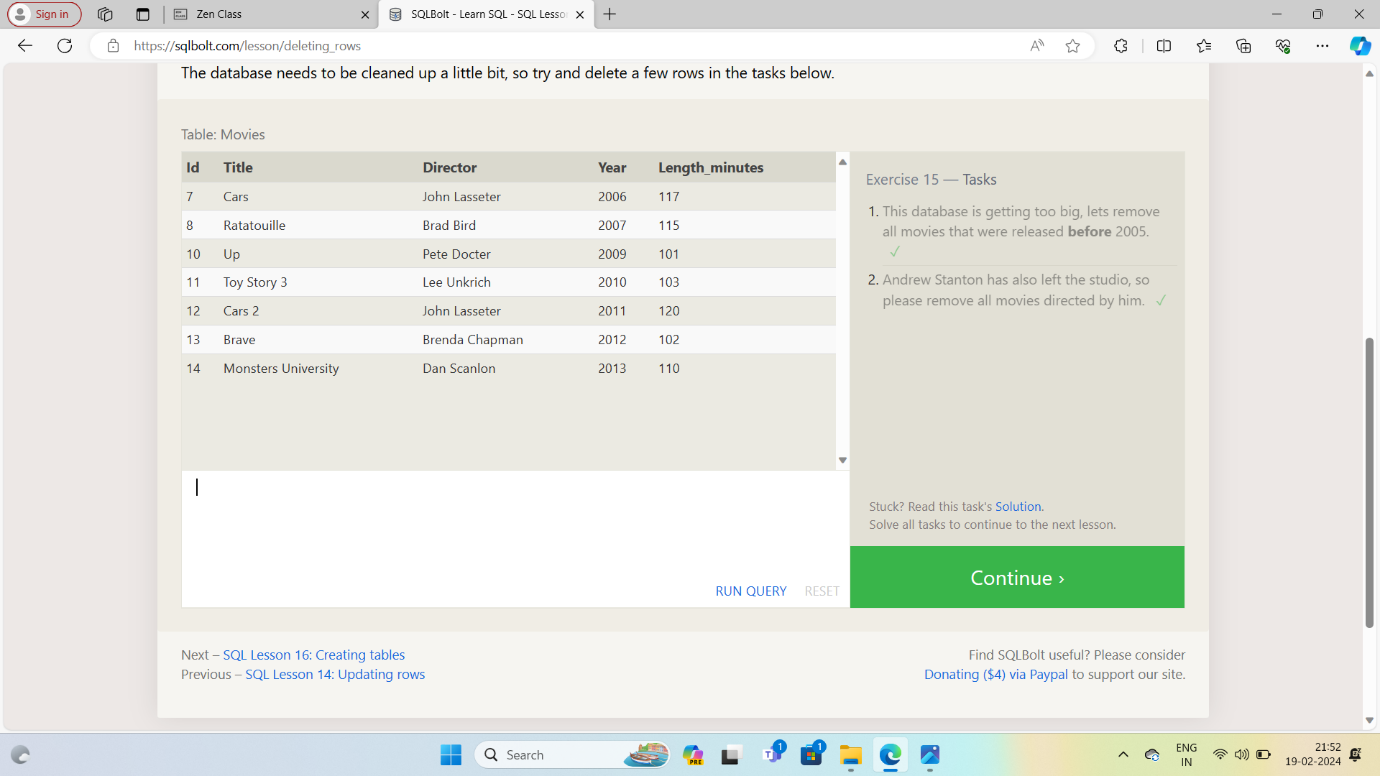 Sign in
Zen Class
SQLBolt - Learn SQL - SQL Lesso
https://sqlbolt.com/lesson/deleting_rows
The database needs to be cleaned up a little bit, so try and delete a few rows in the tasks below.
Table: Movies
Id Title Director Year Length_minutes
7 Cars John Lasseter 2006 117
8 Ratatouille Brad Bird 2007 115
10 Up Pete Docter 2009 101
11 Toy Story 3 Lee Unkrich 2010 103
12 Cars 2 John Lasseter 2011 120
13 Brave Brenda Chapman 2012 102
14 Monsters University Dan Scanlon 2013 110
RUN QUERY RESET
Exercise 15 — Tasks
1. This database is getting too big, lets remove
all movies that were released before 2005.
✓
2. Andrew Stanton has also left the studio, so
please remove all movies directed by him. ✓
Stuck? Read this task's Solution.
Solve all tasks to continue to the next lesson.
Continue ›
Next – SQL Lesson 16: Creating tables
Previous – SQL Lesson 14: Updating rows
Find SQLBolt useful? Please consider
Donating ($4) via Paypal to support our site.
Search
PRE
1
1
ENG
IN
21:52
19-02-2024